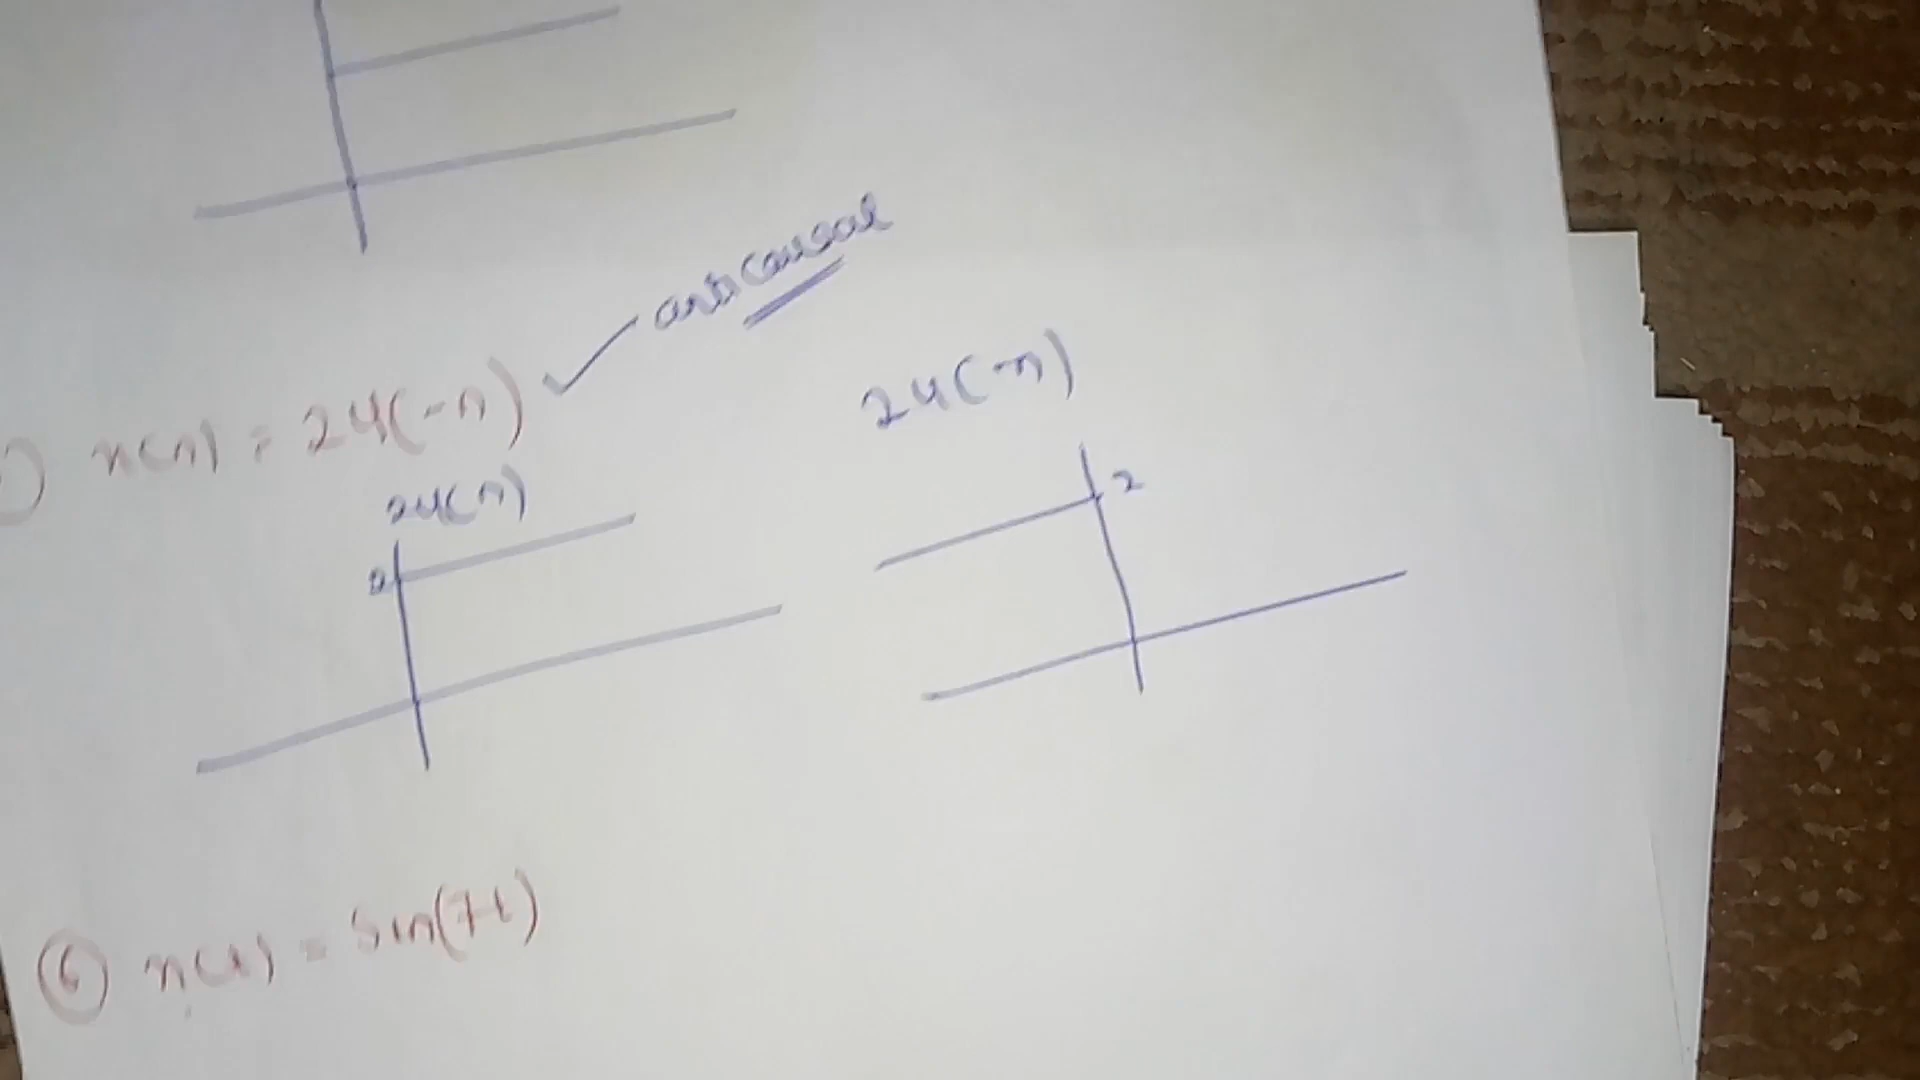 anticausal
) x(n) = 2u(-n)
2u(-n)
2u(n)
2
2
6 x(t) = Sin(7t)